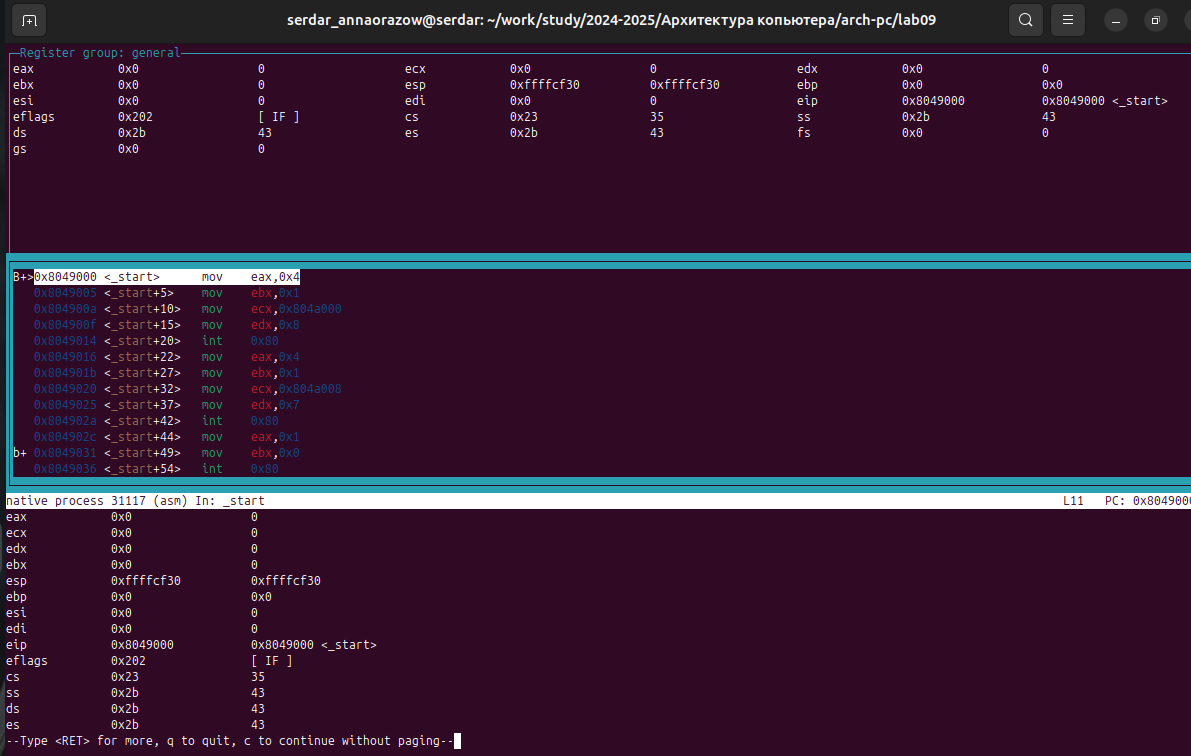 serdar_annaorazow@serdar: ~/work/study/2024-2025/Архитектура копьютера/arch-pc/lab09
Register group: general
eax 0x0 0 ecx 0x0 0 edx 0x0 0
ebx 0x0 0 esp 0xffffcf30 0xffffcf30 ebp 0x0 0x0
esi 0x0 0 edi 0x0 0 eip 0x8049000 0x8049000 <_start>
eflags 0x202 [ IF ] cs 0x23 35 ss 0x2b 43
ds 0x2b 43 es 0x2b 43 fs 0x0 0
gs 0x0 0
B+>0x8049000 <_start> mov eax,0x4
0x8049005 <_start+5> mov ebx,0x1
0x804900a <_start+10> mov ecx,0x804a000
0x804900f <_start+15> mov edx,0x8
0x8049014 <_start+20> int 0x80
0x8049016 <_start+22> mov eax,0x4
0x804901b <_start+27> mov ebx,0x1
0x8049020 <_start+32> mov ecx,0x804a008
0x8049025 <_start+37> mov edx,0x7
0x804902a <_start+42> int 0x80
0x804902c <_start+44> mov eax,0x1
b+ 0x8049031 <_start+49> mov ebx,0x0
0x8049036 <_start+54> int 0x80
native process 31117 (asm) In: _start L11 PC: 0x8049000
eax 0x0 0
ecx 0x0 0
edx 0x0 0
ebx 0x0 0
esp 0xffffcf30 0xffffcf30
ebp 0x0 0x0
esi 0x0 0
edi 0x0 0
eip 0x8049000 0x8049000 <_start>
eflags 0x202 [ IF ]
cs 0x23 35
ss 0x2b 43
ds 0x2b 43
es 0x2b 43
--Type <RET> for more, q to quit, c to continue without paging--